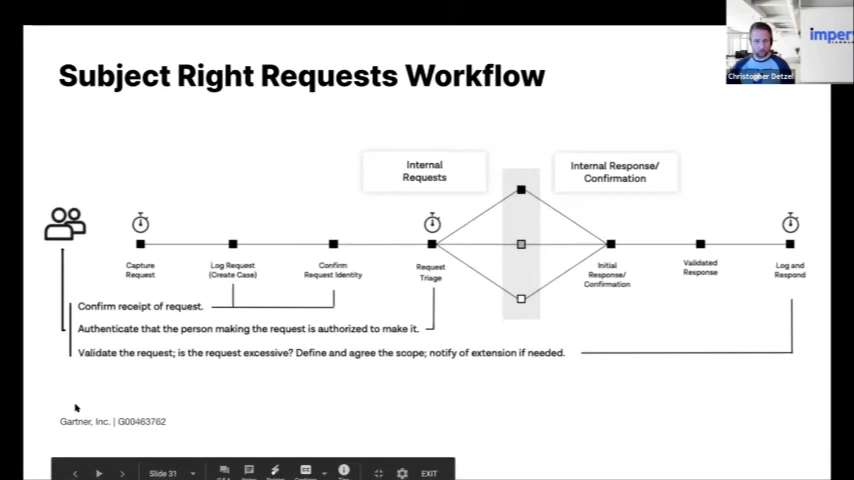 imper
Christopher Detzel
Subject Right Requests Workflow
Internal
Requests
Internal Response/
Confirmation
Capture
Request
Log Request
(Create Case)
Confirm
Request Identity
Request
Triage
Initial
Response/
Confirmation
Validated
Response
Log and
Respond
Confirm receipt of request.
Authenticate that the person making the request is authorized to make it.
Validate the request; is the request excessive? Define and agree the scope; notify of extension if needed.
Gartner, Inc. | G00463762
Slide 31
EXIT